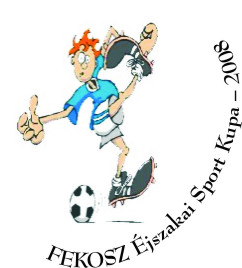 FEKOSZ Éjszakai Sport Kupa – 2008